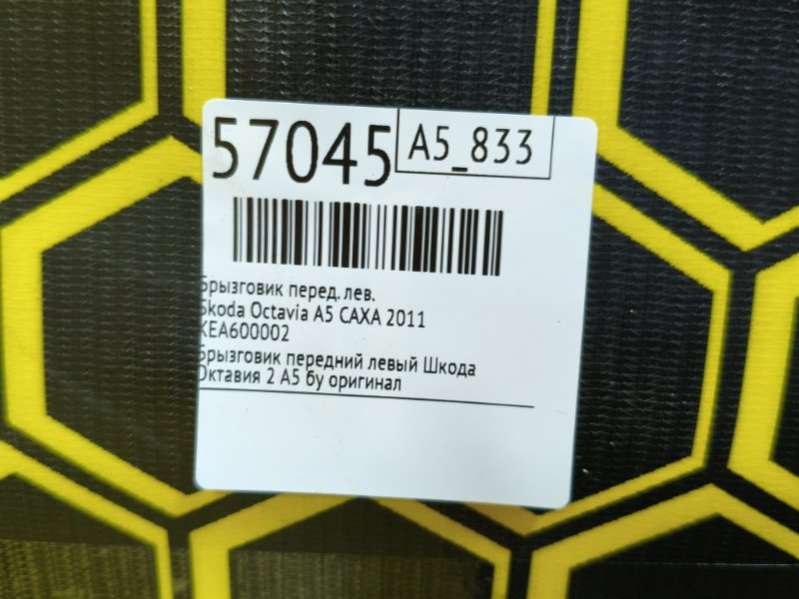 57045
A5_833
Брызговик перед. лев.
Skoda Octavia A5 CAXA 2011
KEA600002
Брызговик передний левый Шкода
Октавия 2 А5 бу оригинал